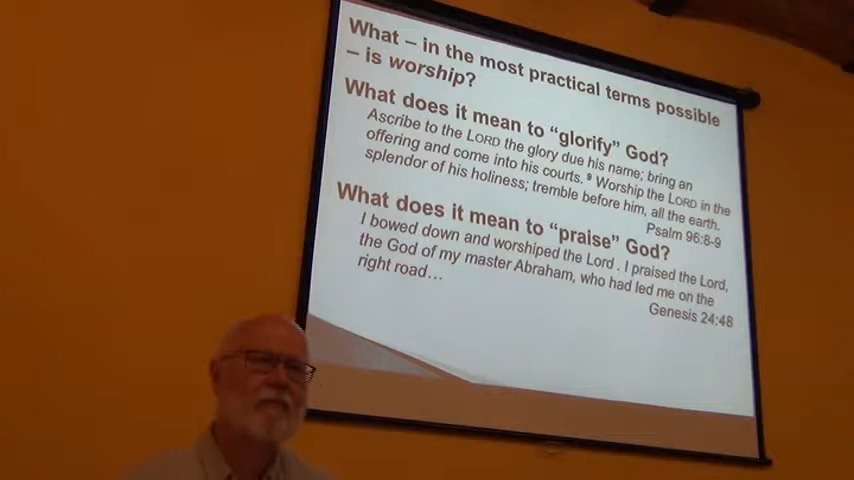 What – in the most practical terms possible
– is worship?
What does it mean to “glorify” God?
Ascribe to the LORD the glory due his name; bring an
offering and come into his courts. ⁹ Worship the LORD in the
splendor of his holiness; tremble before him, all the earth.
Psalm 96:8-9
What does it mean to “praise” God?
I bowed down and worshiped the Lord . I praised the Lord,
the God of my master Abraham, who had led me on the
right road…
Genesis 24:48